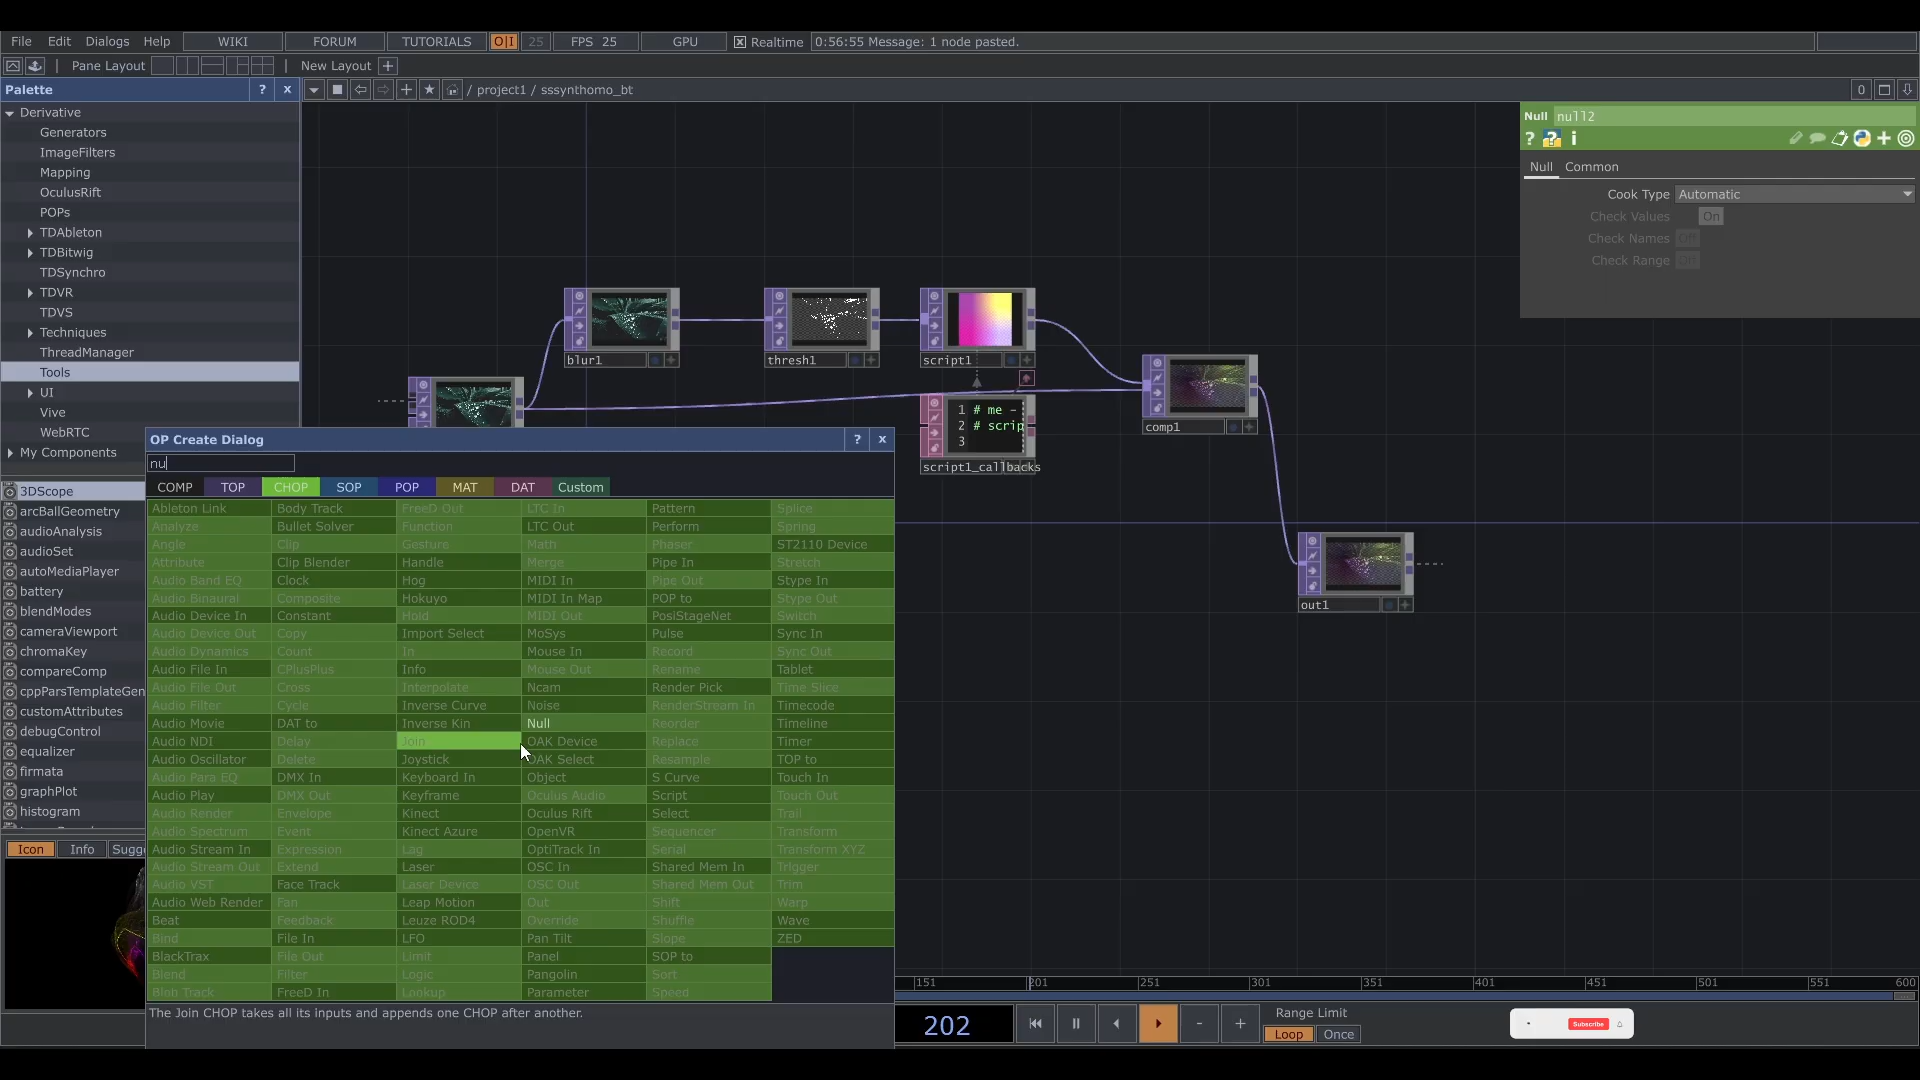 File Edit Dialogs Help WIKI FORUM TUTORIALS O|I 25 FPS 25 GPU Realtime 0:56:55 Message: 1 node pasted.
Pane Layout New Layout +
Palette ? x / project1 / sssynthomo_bt 0
Derivative
Generators
ImageFilters
Mapping
OculusRift
POPs
TDAbleton
TDBitwig
TDSynchro
TDVR
TDVS
Techniques
ThreadManager
Tools
UI
Vive
WebRTC
My Components
3DScope
arcBallGeometry
audioAnalysis
audioSet
autoMediaPlayer
battery
blendModes
cameraViewport
chromaKey
compareComp
cppParsTemplateGen
customAttributes
debugControl
equalizer
firmata
graphPlot
histogram
Icon Info Sugg
Null null2
? ? i
Null Common
Cook Type Automatic
Check Values On
Check Names Off
Check Range Off
blur1
thresh1
script1
1 # me -
2 # scrip
3
script1_callbacks
comp1
out1
OP Create Dialog ? x
nu
COMP TOP CHOP SOP POP MAT DAT Custom
Ableton Link Body Track FreeD Out LTC In Pattern Splice
Analyze Bullet Solver Function LTC Out Perform Spring
Angle Clip Gesture Math Phaser ST2110 Device
Attribute Clip Blender Handle Merge Pipe In Stretch
Audio Band EQ Clock Hog MIDI In Pipe Out Stype In
Audio Binaural Composite Hokuyo MIDI In Map POP to Stype Out
Audio Device In Constant Hold MIDI Out PosiStageNet Switch
Audio Device Out Copy Import Select MoSys Pulse Sync In
Audio Dynamics Count In Mouse In Record Sync Out
Audio File In CPlusPlus Info Mouse Out Rename Tablet
Audio File Out Cross Interpolate Ncam Render Pick Time Slice
Audio Filter Cycle Inverse Curve Noise RenderStream In Timecode
Audio Movie DAT to Inverse Kin Null Reorder Timeline
Audio NDI Delay Join OAK Device Replace Timer
Audio Oscillator Delete Joystick OAK Select Resample TOP to
Audio Para EQ DMX In Keyboard In Object S Curve Touch In
Audio Play DMX Out Keyframe Oculus Audio Script Touch Out
Audio Render Envelope Kinect Oculus Rift Select Trail
Audio Spectrum Event Kinect Azure OpenVR Sequencer Transform
Audio Stream In Expression Lag OptiTrack In Serial Transform XYZ
Audio Stream Out Extend Laser OSC In Shared Mem In Trigger
Audio VST Face Track Laser Device OSC Out Shared Mem Out Trim
Audio Web Render Fan Leap Motion Out Shift Warp
Beat Feedback Leuze ROD4 Override Shuffle Wave
Bind File In LFO Pan Tilt Slope ZED
BlackTrax File Out Limit Panel SOP to
Blend Filter Logic Pangolin Sort
Blob Track FreeD In Lookup Parameter Speed
The Join CHOP takes all its inputs and appends one CHOP after another.
151 201 251 301 351 401 451 501 551 600
202 - + Range Limit
Loop Once
Subscribe